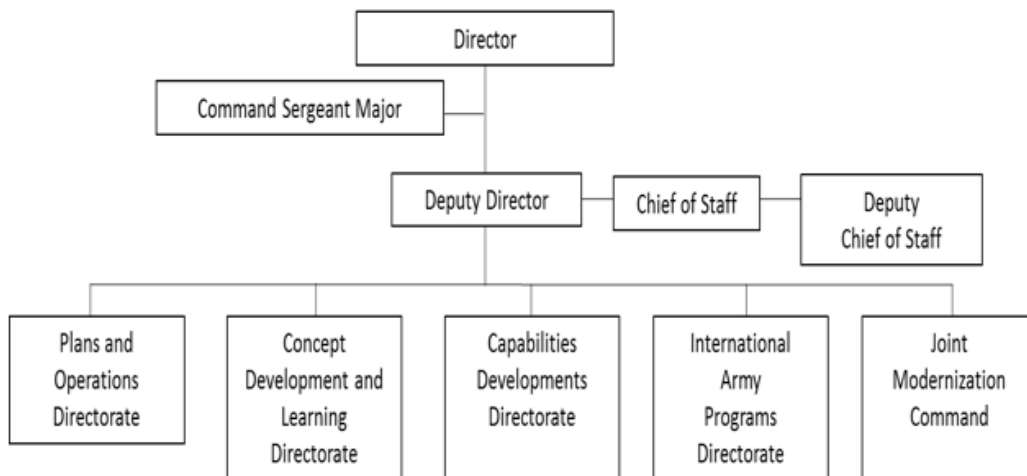 Director
Command Sergeant Major
Deputy Director
Chief of Staff
Deputy
Chief of Staff
Plans and
Operations
Directorate
Concept
Development and
Learning
Directorate
Capabilities
Developments
Directorate
International
Army
Programs
Directorate
Joint
Modernization
Command